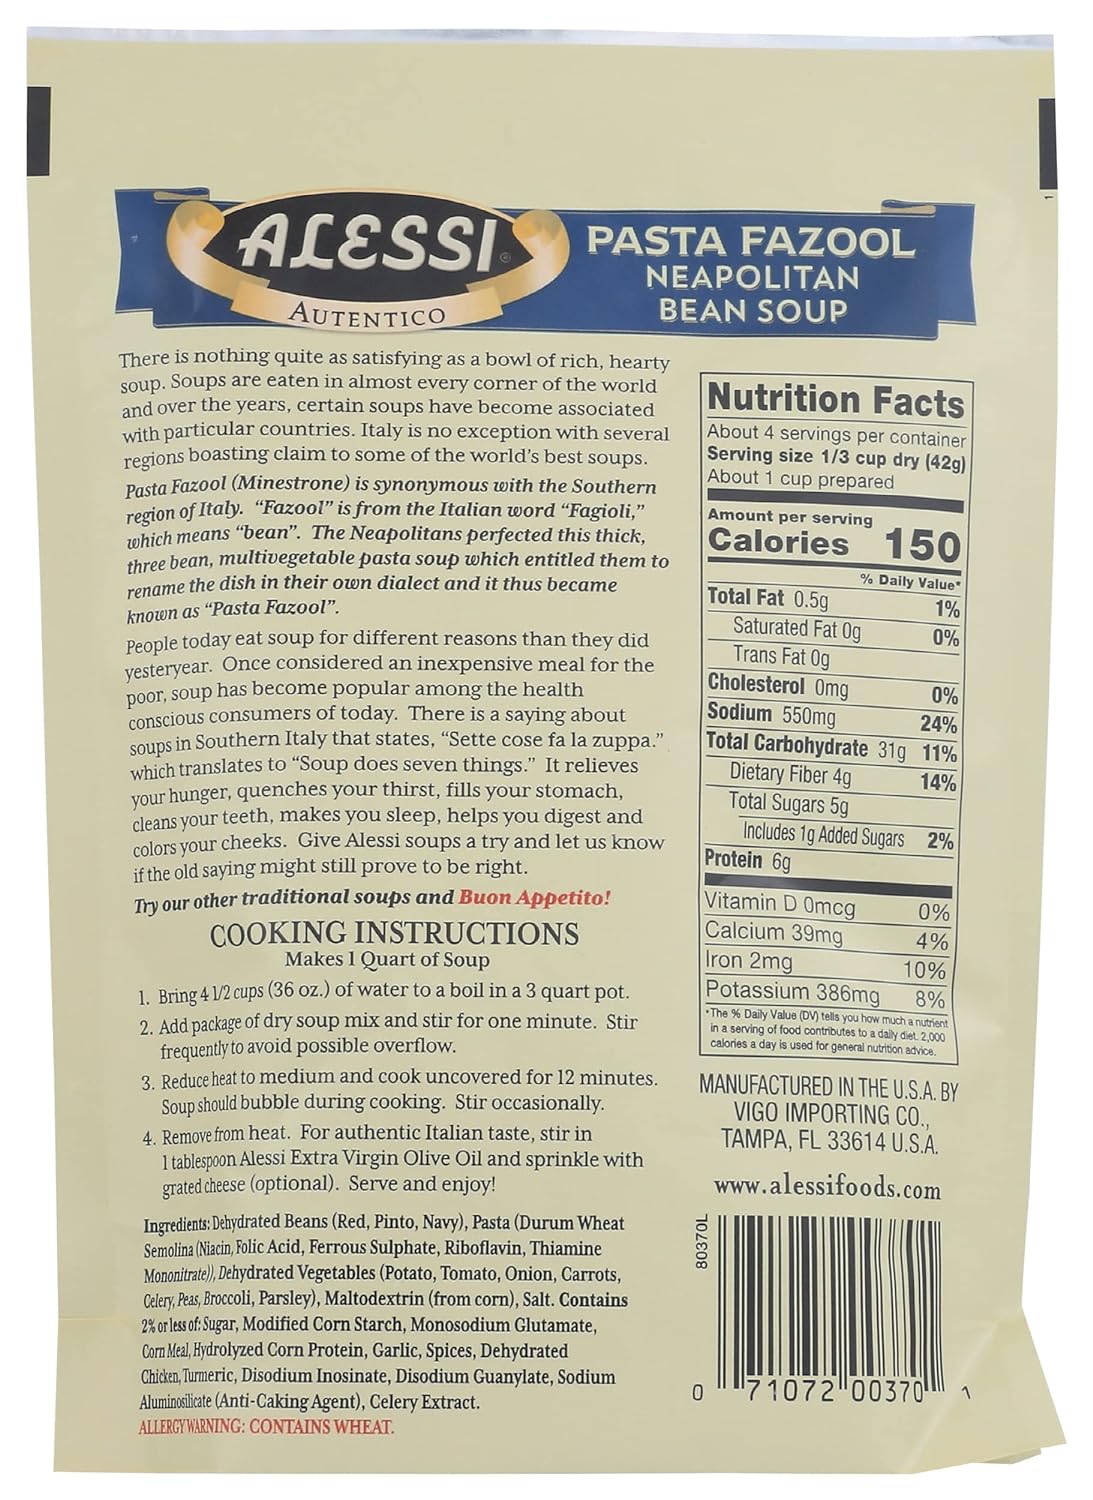 ALESSI®
AUTENTICO
PASTA FAZOOL
NEAPOLITAN
BEAN SOUP
There is nothing quite as satisfying as a bowl of rich, hearty
soup. Soups are eaten in almost every corner of the world
and over the years, certain soups have become associated
with particular countries. Italy is no exception with several
regions boasting claim to some of the world's best soups.
Pasta Fazool (Minestrone) is synonymous with the Southern
region of Italy. "Fazool" is from the Italian word "Fagioli,"
which means "bean". The Neapolitans perfected this thick,
three bean, multivegetable pasta soup which entitled them to
rename the dish in their own dialect and it thus became
known as "Pasta Fazool".
People today eat soup for different reasons than they did
yesteryear. Once considered an inexpensive meal for the
poor, soup has become popular among the health
conscious consumers of today. There is a saying about
soups in Southern Italy that states, "Sette cose fa la zuppa."
which translates to "Soup does seven things." It relieves
your hunger, quenches your thirst, fills your stomach,
cleans your teeth, makes you sleep, helps you digest and
colors your cheeks. Give Alessi soups a try and let us know
if the old saying might still prove to be right.
Try our other traditional soups and Buon Appetito!
COOKING INSTRUCTIONS
Makes 1 Quart of Soup
1. Bring 4 1/2 cups (36 oz.) of water to a boil in a 3 quart pot.
2. Add package of dry soup mix and stir for one minute. Stir
frequently to avoid possible overflow.
3. Reduce heat to medium and cook uncovered for 12 minutes.
Soup should bubble during cooking. Stir occasionally.
4. Remove from heat. For authentic Italian taste, stir in
1 tablespoon Alessi Extra Virgin Olive Oil and sprinkle with
grated cheese (optional). Serve and enjoy!
Ingredients: Dehydrated Beans (Red, Pinto, Navy), Pasta (Durum Wheat
Semolina (Niacin, Folic Acid, Ferrous Sulphate, Riboflavin, Thiamine
Mononitrate)), Dehydrated Vegetables (Potato, Tomato, Onion, Carrots,
Celery, Peas, Broccoli, Parsley), Maltodextrin (from corn), Salt. Contains
2% or less of: Sugar, Modified Corn Starch, Monosodium Glutamate,
Corn Meal, Hydrolyzed Corn Protein, Garlic, Spices, Dehydrated
Chicken, Turmeric, Disodium Inosinate, Disodium Guanylate, Sodium
Aluminosilicate (Anti-Caking Agent), Celery Extract.
ALLERGY WARNING: CONTAINS WHEAT.
Nutrition Facts
About 4 servings per container
Serving size 1/3 cup dry (42g)
About 1 cup prepared
Amount per serving
Calories 150
% Daily Value*
Total Fat 0.5g 1%
Saturated Fat 0g 0%
Trans Fat 0g
Cholesterol 0mg 0%
Sodium 550mg 24%
Total Carbohydrate 31g 11%
Dietary Fiber 4g 14%
Total Sugars 5g
Includes 1g Added Sugars 2%
Protein 6g
Vitamin D 0mcg 0%
Calcium 39mg 4%
Iron 2mg 10%
Potassium 386mg 8%
*The % Daily Value (DV) tells you how much a nutrient
in a serving of food contributes to a daily diet. 2,000
calories a day is used for general nutrition advice.
MANUFACTURED IN THE U.S.A. BY
VIGO IMPORTING CO.,
TAMPA, FL 33614 U.S.A.
www.alessifoods.com
80370L
0 71072 00370 1